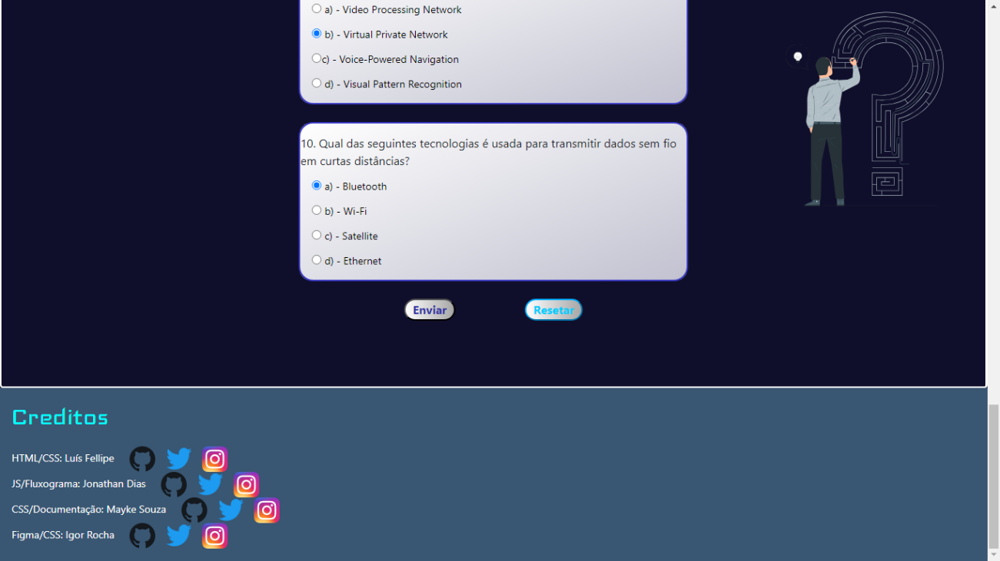 a) - Video Processing Network
b) - Virtual Private Network
c) - Voice-Powered Navigation
d) - Visual Pattern Recognition
10. Qual das seguintes tecnologias é usada para transmitir dados sem fio
em curtas distâncias?
a) - Bluetooth
b) - Wi-Fi
c) - Satellite
d) - Ethernet
Enviar
Resetar
Creditos
HTML/CSS: Luís Fellipe
JS/Fluxograma: Jonathan Dias
CSS/Documentação: Mayke Souza
Figma/CSS: Igor Rocha